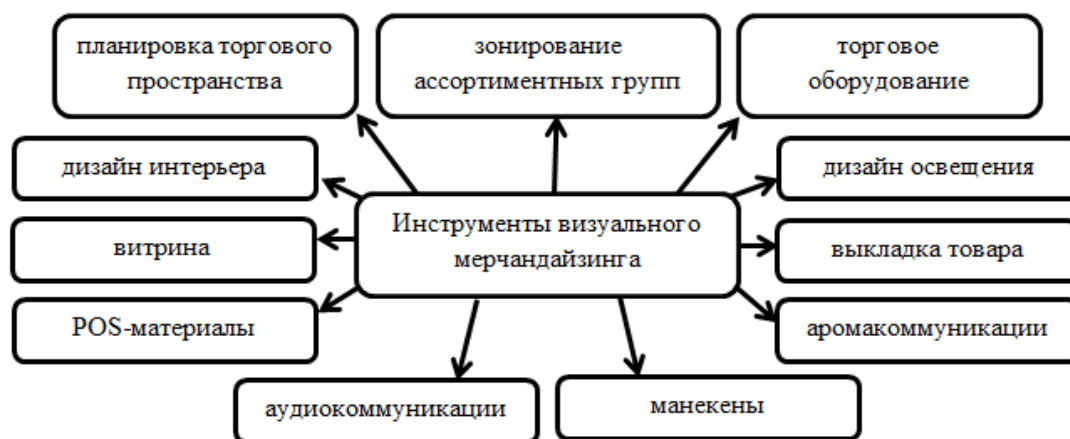 планировка торгового
пространства
зонирование
ассортиментных групп
торговое
оборудование
дизайн интерьера
дизайн освещения
Инструменты визуального
мерчандайзинга
витрина
выкладка товара
POS-материалы
аромакоммуникации
аудиокоммуникации
манекены